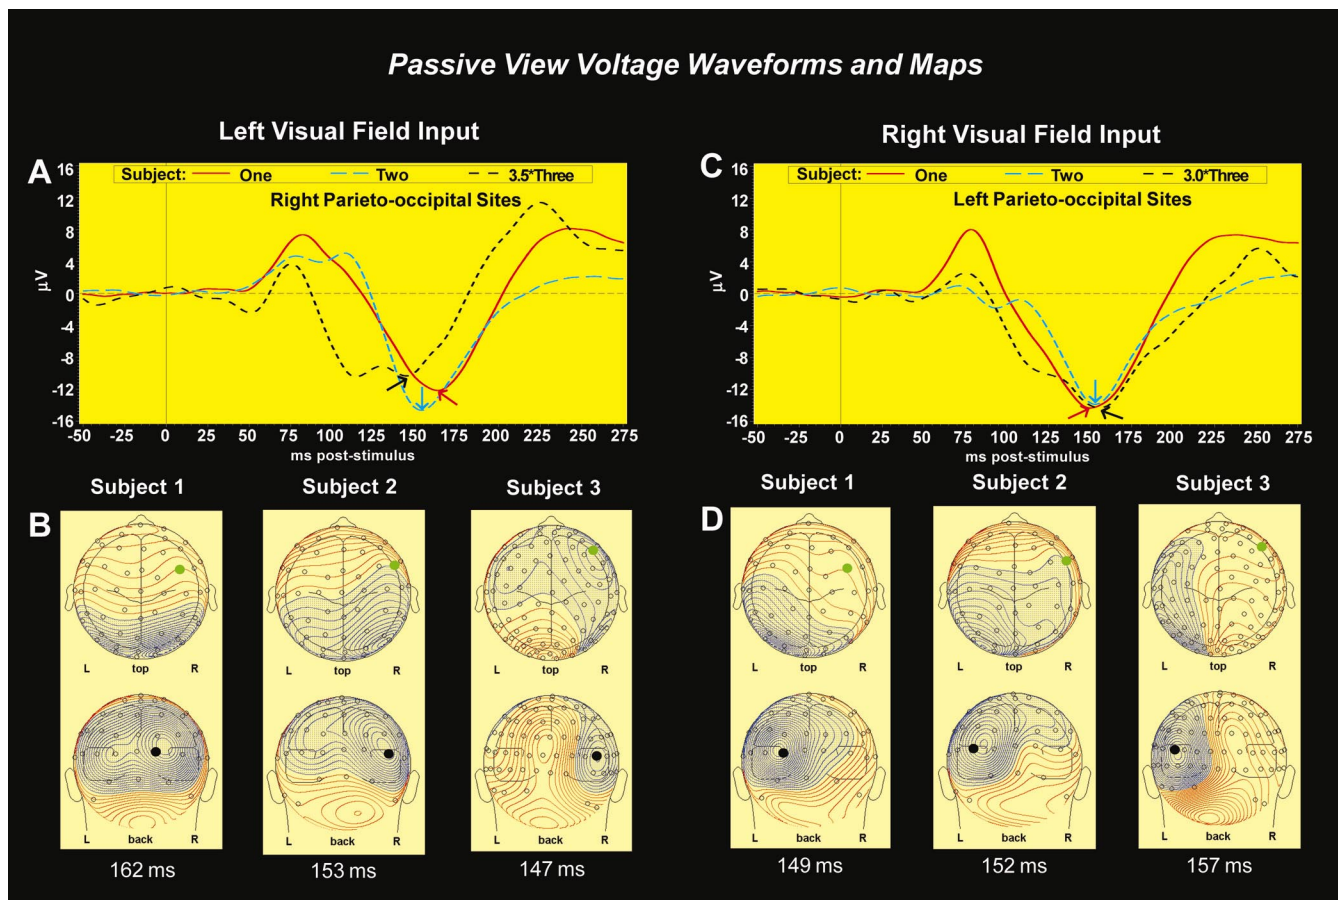 Passive View Voltage Waveforms and Maps
Left Visual Field Input
Right Visual Field Input
A
Subject: One Two 3.5*Three
Right Parieto-occipital Sites
16
12
8
4
0
-4
-8
-12
-16
µV
-50 -25 0 25 50 75 100 125 150 175 200 225 250 275
ms post-stimulus
C
Subject: One Two 3.0*Three
Left Parieto-occipital Sites
16
12
8
4
0
-4
-8
-12
-16
µV
-50 -25 0 25 50 75 100 125 150 175 200 225 250 275
ms post-stimulus
B
Subject 1 Subject 2 Subject 3
L top R L top R L top R
L back R L back R L back R
162 ms 153 ms 147 ms
D
Subject 1 Subject 2 Subject 3
L top R L top R L top R
L back R L back R L back R
149 ms 152 ms 157 ms